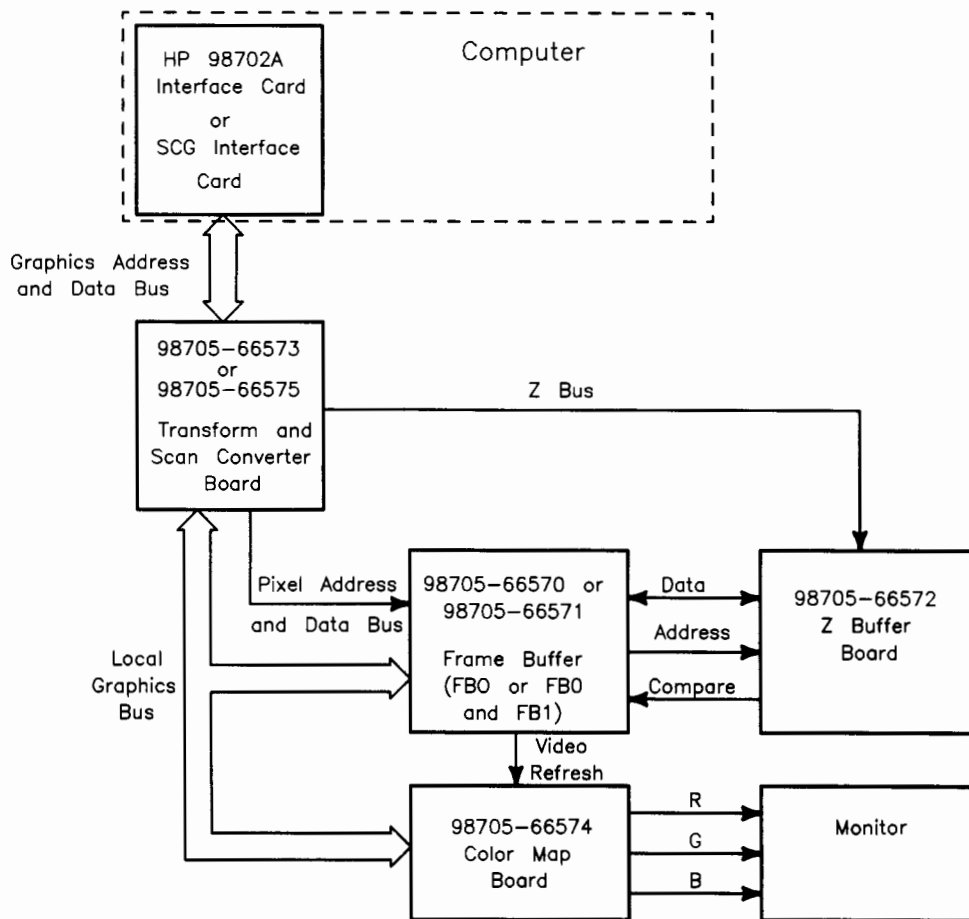 Computer
HP 98702A
Interface Card
or
SCG Interface
Card
Graphics Address
and Data Bus
98705-66573
or
98705-66575
Transform and
Scan Converter
Board
Z Bus
Pixel Address
and Data Bus
Local
Graphics
Bus
98705-66570 or
98705-66571
Frame Buffer
(FB0 or FB0
and FB1)
Data
Address
Compare
98705-66572
Z Buffer
Board
Video
Refresh
98705-66574
Color Map
Board
R
G
B
Monitor